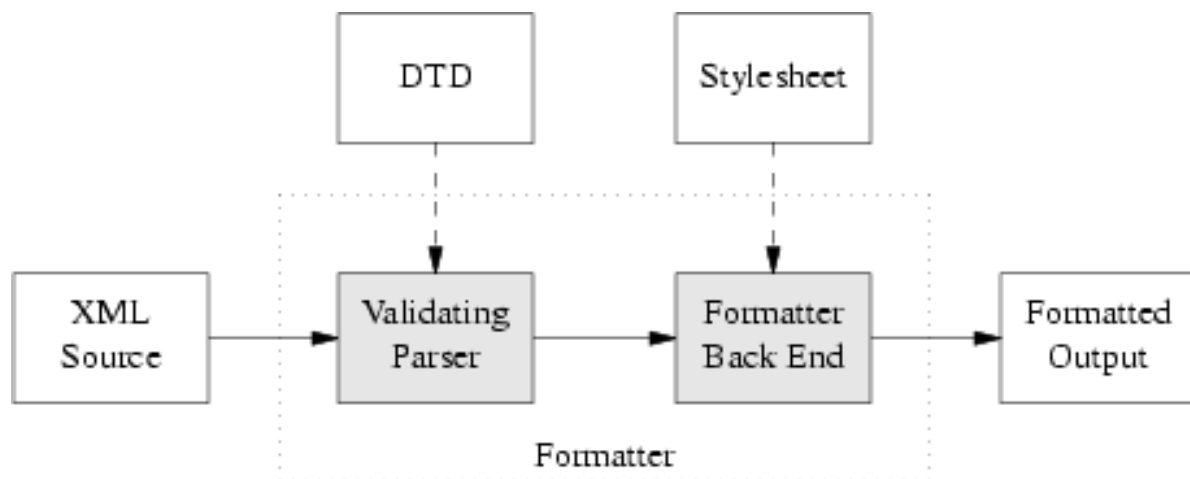 DTD
Stylesheet
XML
Source
Validating
Parser
Formatter
Back End
Formatted
Output
Formatter